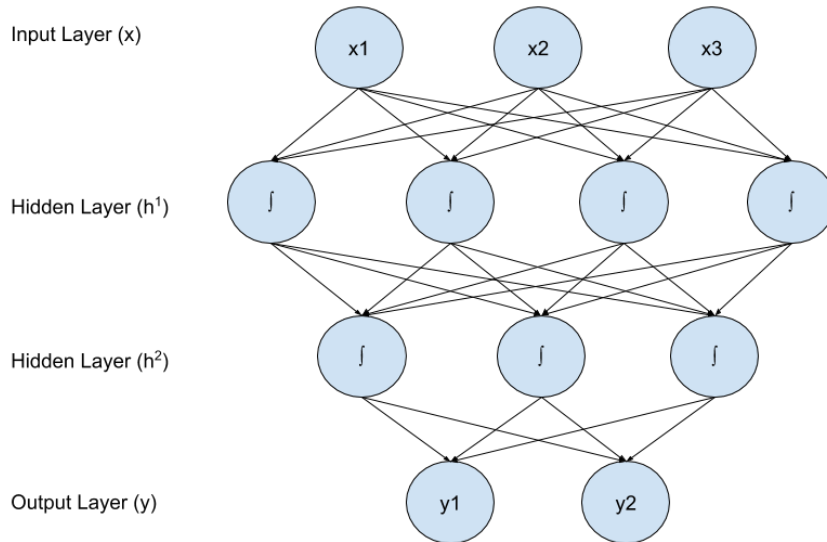 Input Layer (x)
x1 x2 x3
Hidden Layer (h¹)
∫ ∫ ∫ ∫
Hidden Layer (h²)
∫ ∫ ∫
Output Layer (y)
y1 y2